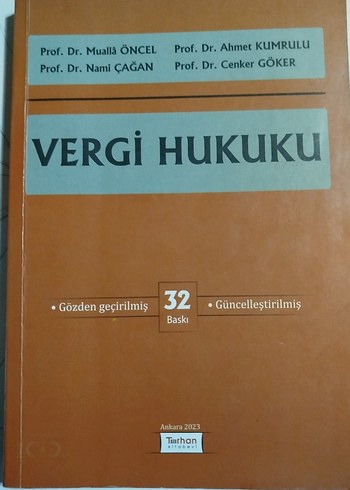 Prof. Dr. Muallâ ÖNCEL Prof. Dr. Ahmet KUMRULU
Prof. Dr. Nami ÇAĞAN Prof. Dr. Cenker GÖKER
VERGİ HUKUKU
• Gözden geçirilmiş 32 Baskı • Güncelleştirilmiş
Ankara 2023
Turhan
kitabevi